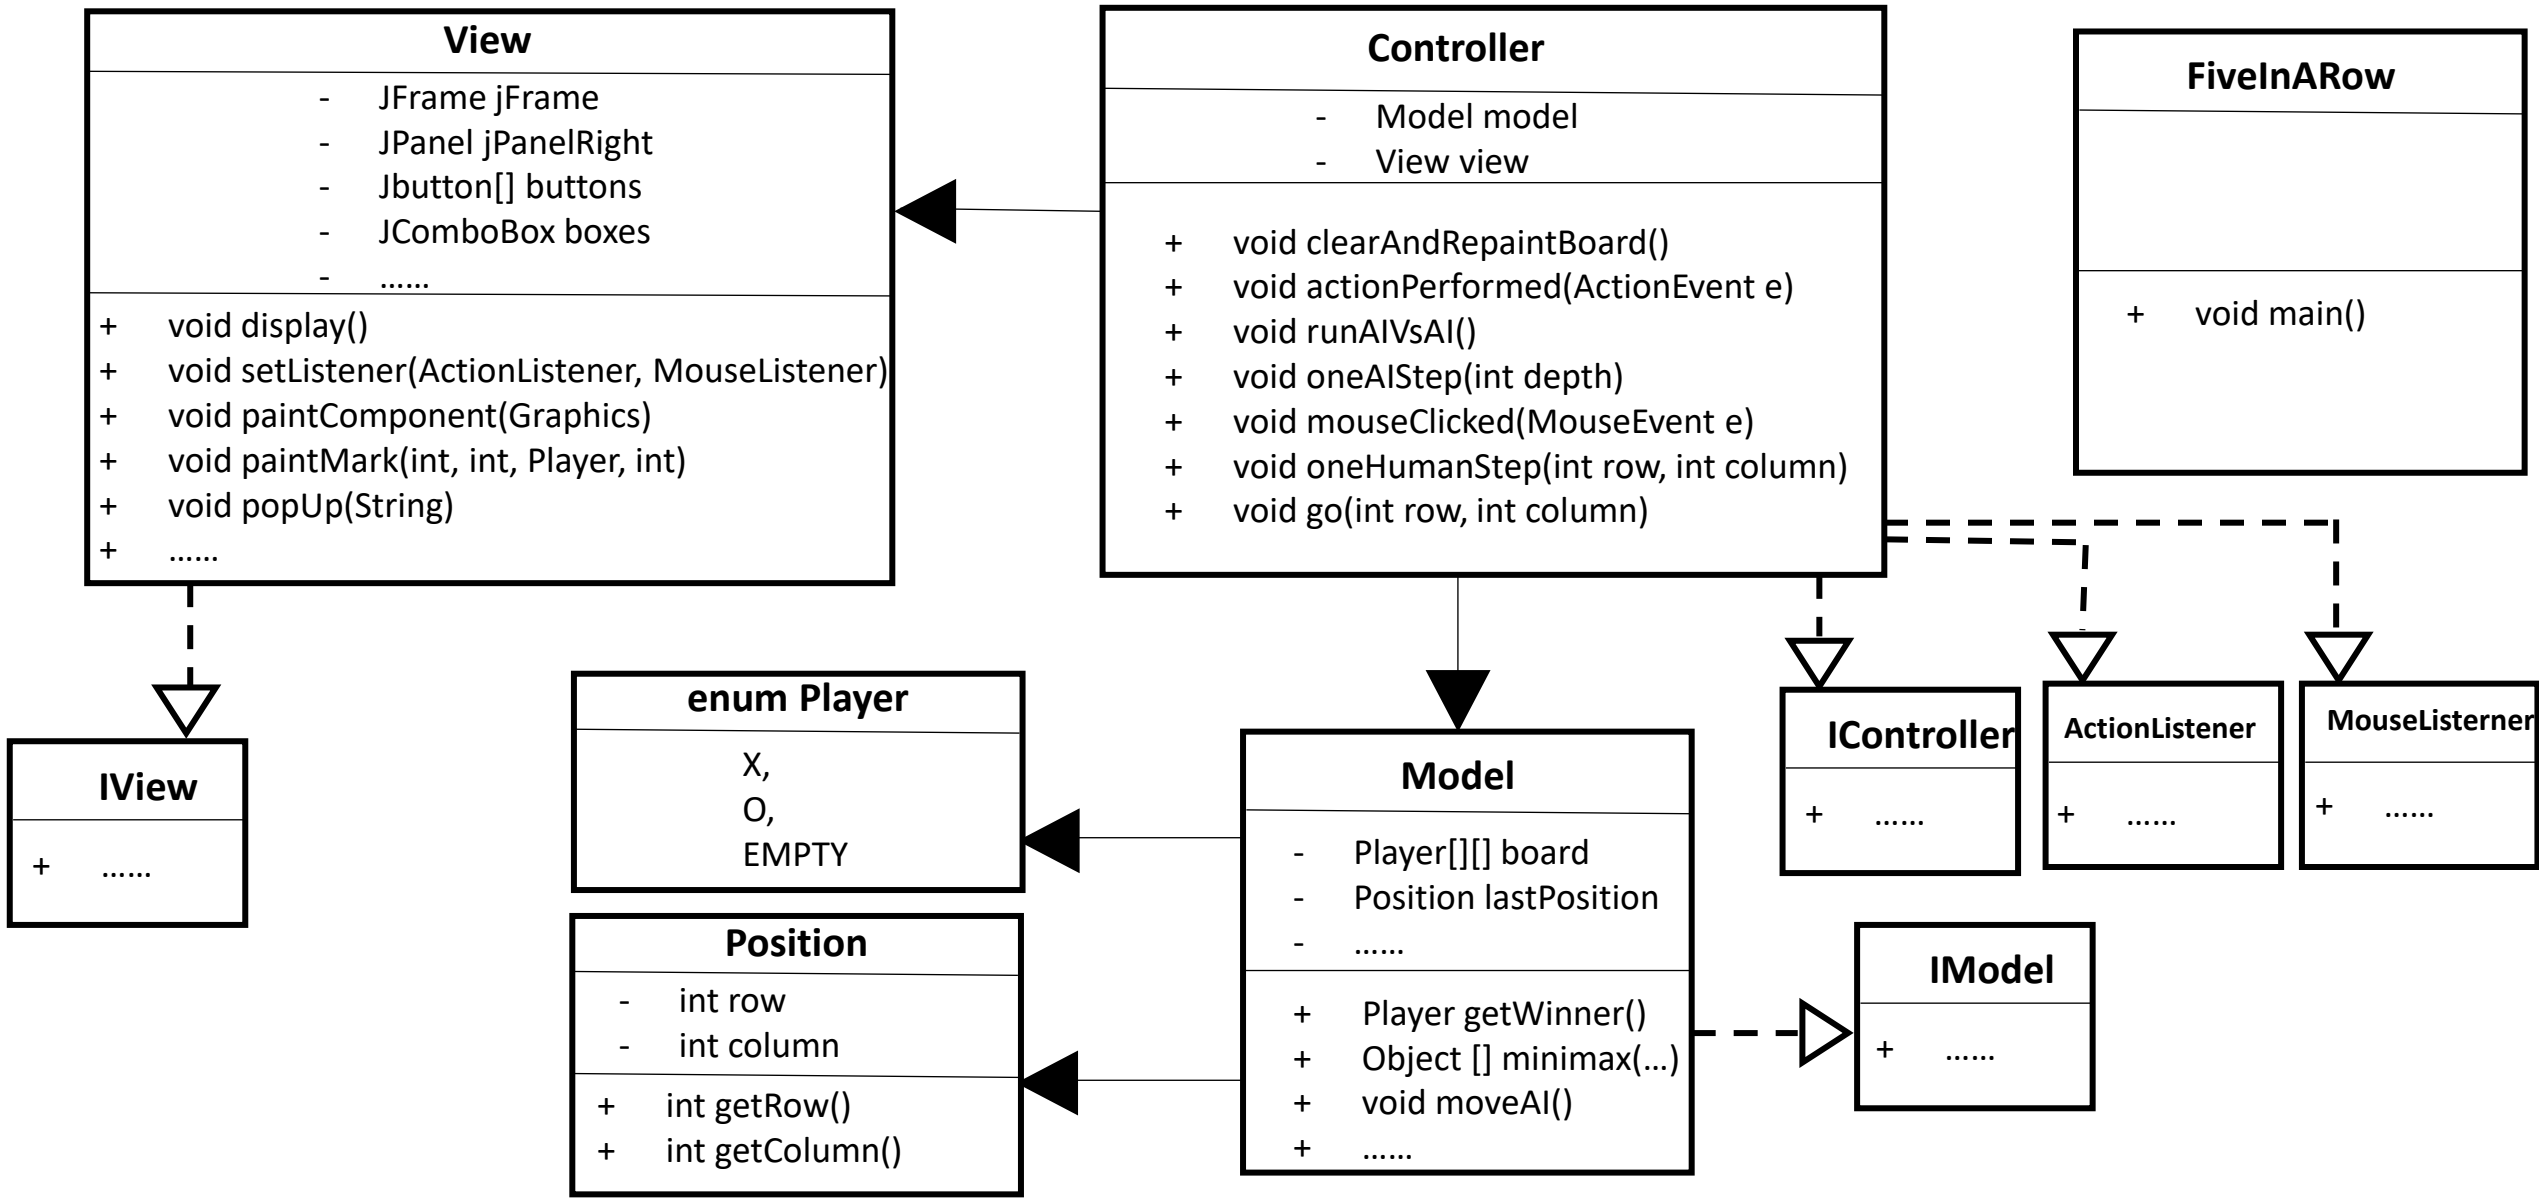 View
- JFrame jFrame
- JPanel jPanelRight
- Jbutton[] buttons
- JComboBox boxes
- ......
+ void display()
+ void setListener(ActionListener, MouseListener)
+ void paintComponent(Graphics)
+ void paintMark(int, int, Player, int)
+ void popUp(String)
+ ......
Controller
- Model model
- View view
+ void clearAndRepaintBoard()
+ void actionPerformed(ActionEvent e)
+ void runAIVsAI()
+ void oneAIStep(int depth)
+ void mouseClicked(MouseEvent e)
+ void oneHumanStep(int row, int column)
+ void go(int row, int column)
FiveInARow
+ void main()
IView
+ ......
enum Player
X,
O,
EMPTY
Position
- int row
- int column
+ int getRow()
+ int getColumn()
Model
- Player[][] board
- Position lastPosition
- ......
+ Player getWinner()
+ Object [] minimax(...)
+ void moveAI()
+ ......
IController
+ ......
ActionListener
+ ......
MouseListerner
+ ......
IModel
+ ......